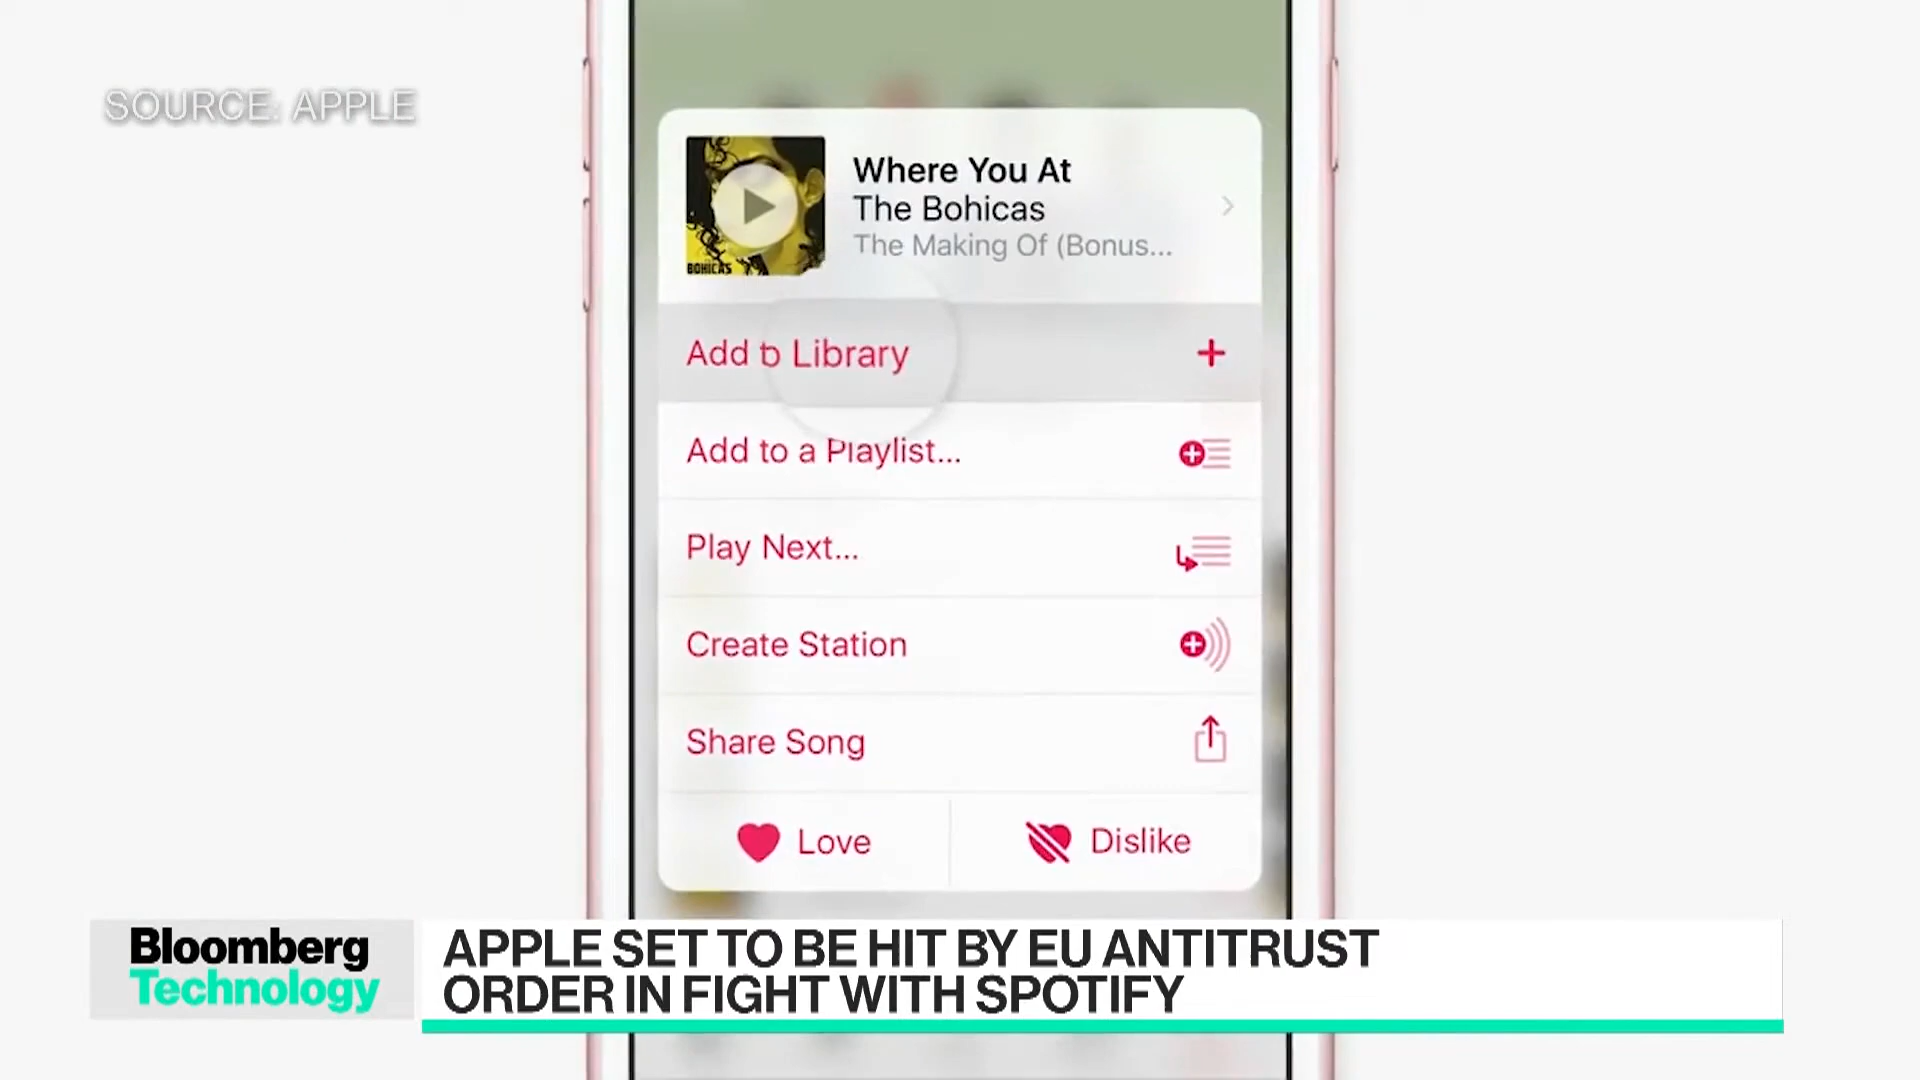 SOURCE: APPLE
BOHICAS
Where You At
The Bohicas
The Making Of (Bonus...
Add to Library
Add to a Playlist...
Play Next...
Create Station
Share Song
Love
Dislike
Bloomberg
Technology
APPLE SET TO BE HIT BY EU ANTITRUST
ORDER IN FIGHT WITH SPOTIFY